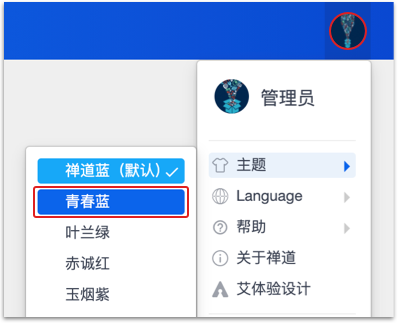 管理员
主题
Language
帮助
关于禅道
艾体验设计
禅道蓝（默认）
青春蓝
叶兰绿
赤诚红
玉烟紫